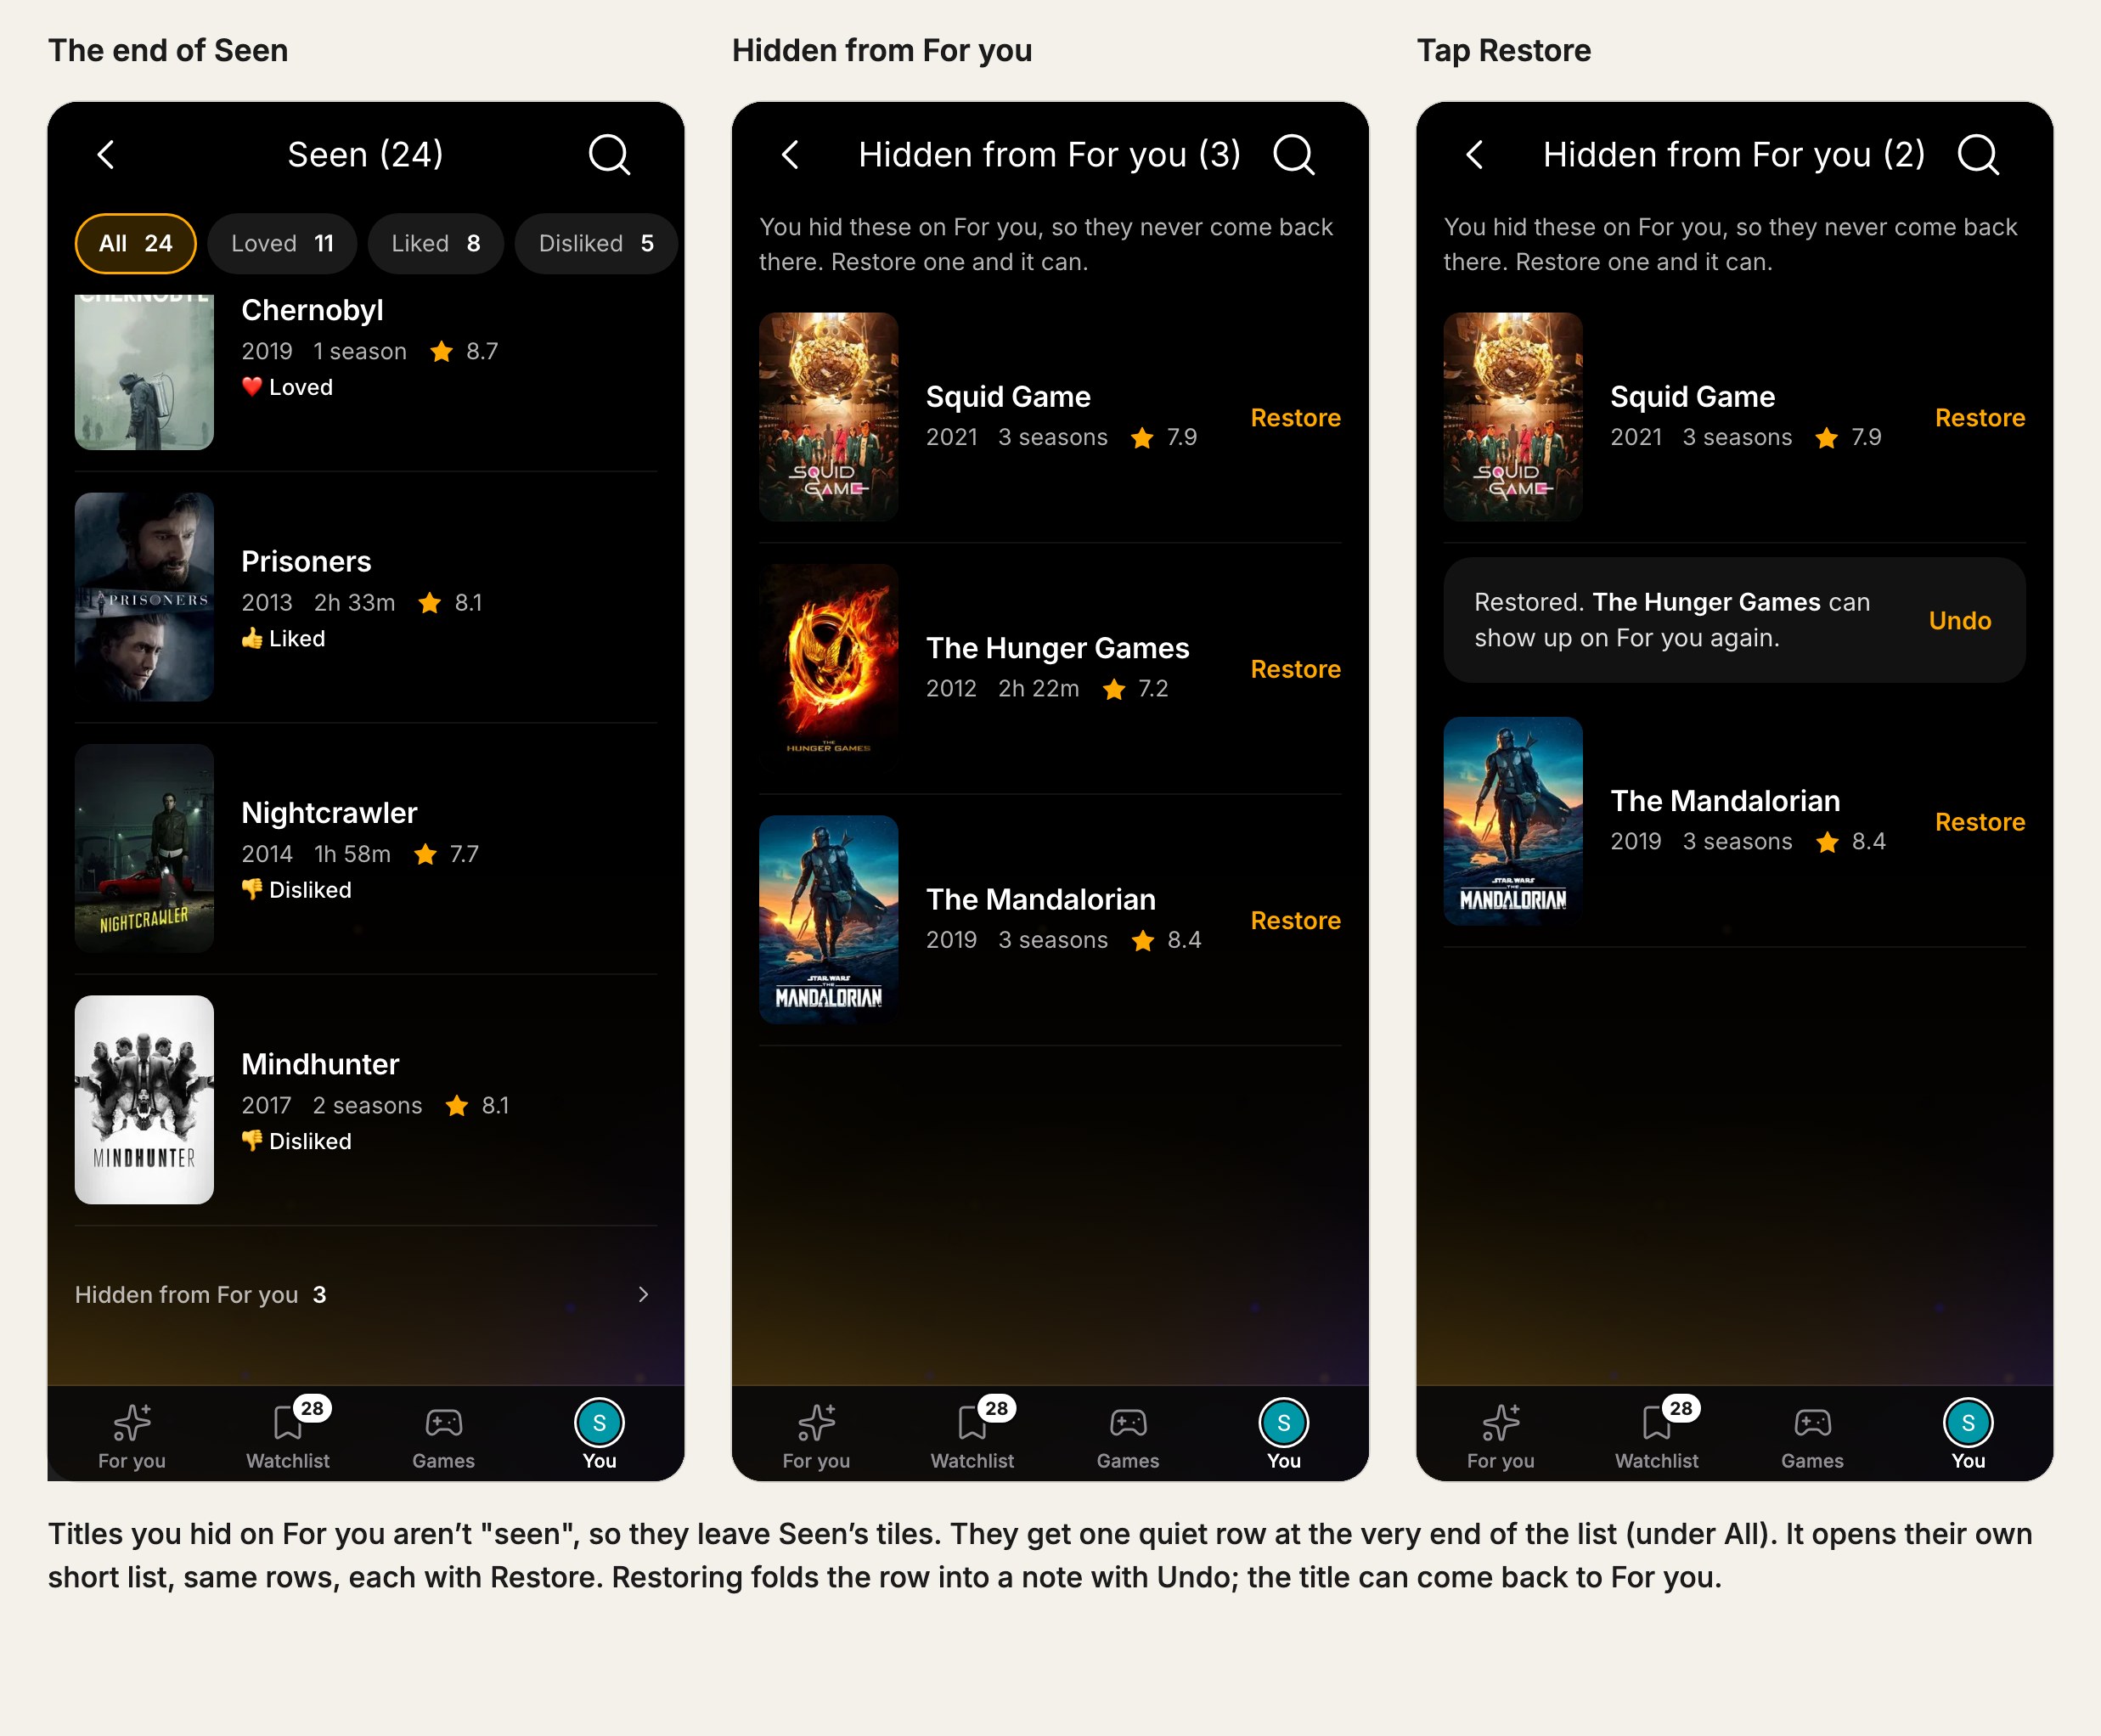 The end of Seen
Hidden from For you
Tap Restore
Seen (24)
All 24
Loved 11
Liked 8
Disliked 5
CHERNOBYL
Chernobyl
2019 1 season ★ 8.7
❤️ Loved
PRISONERS
Prisoners
2013 2h 33m ★ 8.1
👍 Liked
NIGHTCRAWLER
Nightcrawler
2014 1h 58m ★ 7.7
👎 Disliked
MINDHUNTER
Mindhunter
2017 2 seasons ★ 8.1
👎 Disliked
Hidden from For you 3
For you
28
Watchlist
Games
S
You
Hidden from For you (3)
You hid these on For you, so they never come back
there. Restore one and it can.
SQUID
GAME
Squid Game
2021 3 seasons ★ 7.9
Restore
THE
HUNGER GAMES
The Hunger Games
2012 2h 22m ★ 7.2
Restore
STAR WARS
THE
MANDALORIAN
The Mandalorian
2019 3 seasons ★ 8.4
Restore
For you
28
Watchlist
Games
S
You
Hidden from For you (2)
You hid these on For you, so they never come back
there. Restore one and it can.
SQUID
GAME
Squid Game
2021 3 seasons ★ 7.9
Restore
Restored. The Hunger Games can
show up on For you again.
Undo
STAR WARS
THE
MANDALORIAN
The Mandalorian
2019 3 seasons ★ 8.4
Restore
For you
28
Watchlist
Games
S
You
Titles you hid on For you aren’t "seen", so they leave Seen’s tiles. They get one quiet row at the very end of the list (under All). It opens their own
short list, same rows, each with Restore. Restoring folds the row into a note with Undo; the title can come back to For you.